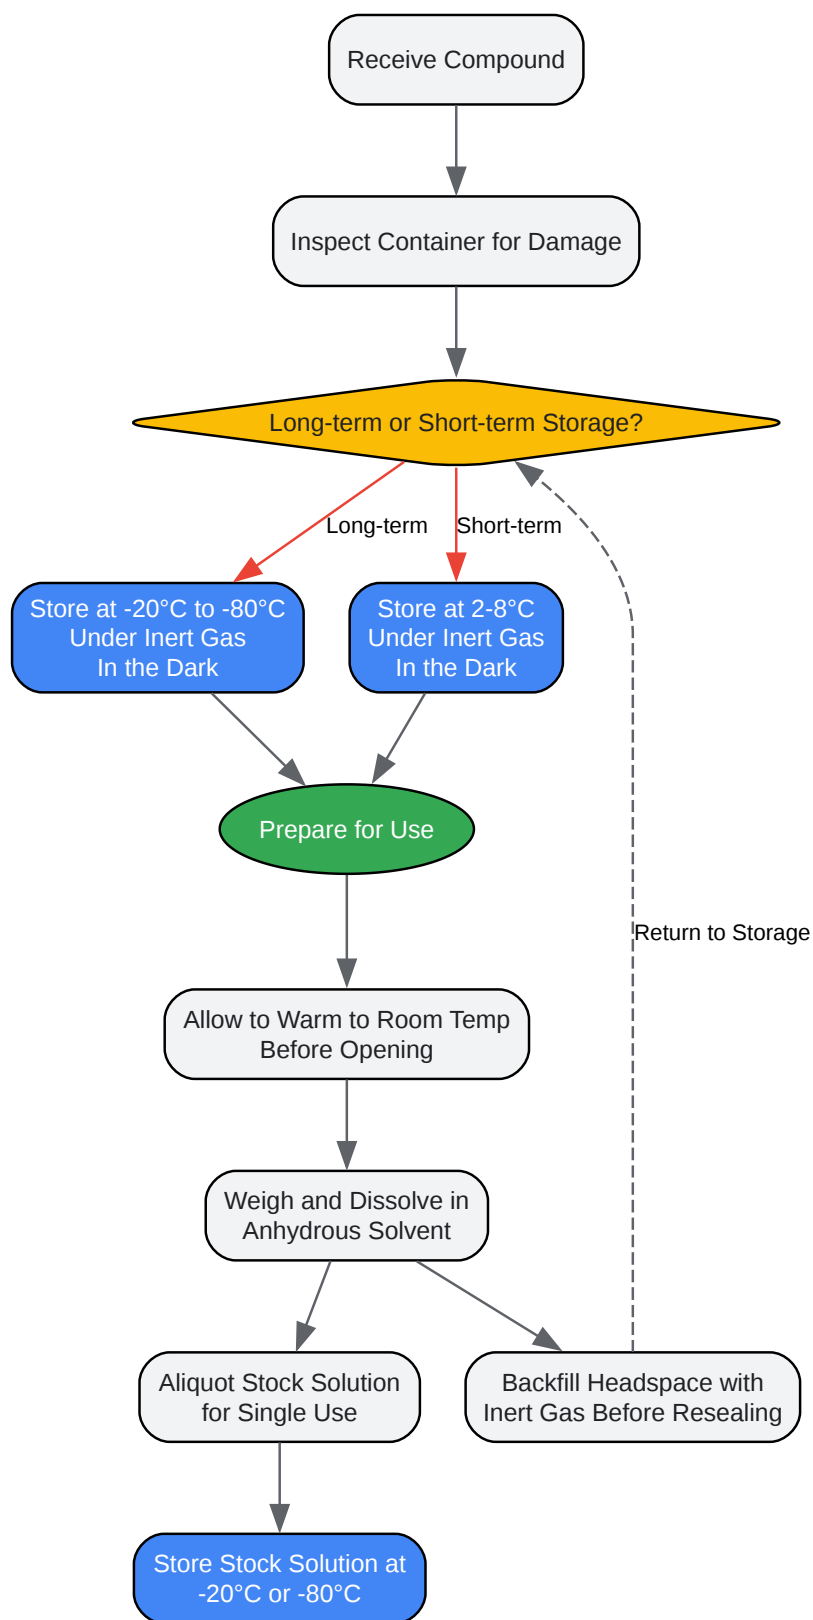 Receive Compound
Inspect Container for Damage
Long-term or Short-term Storage?
Long-term
Short-term
Store at -20°C to -80°C
Under Inert Gas
In the Dark
Store at 2-8°C
Under Inert Gas
In the Dark
Prepare for Use
Return to Storage
Allow to Warm to Room Temp
Before Opening
Weigh and Dissolve in
Anhydrous Solvent
Aliquot Stock Solution
for Single Use
Backfill Headspace with
Inert Gas Before Resealing
Store Stock Solution at
-20°C or -80°C